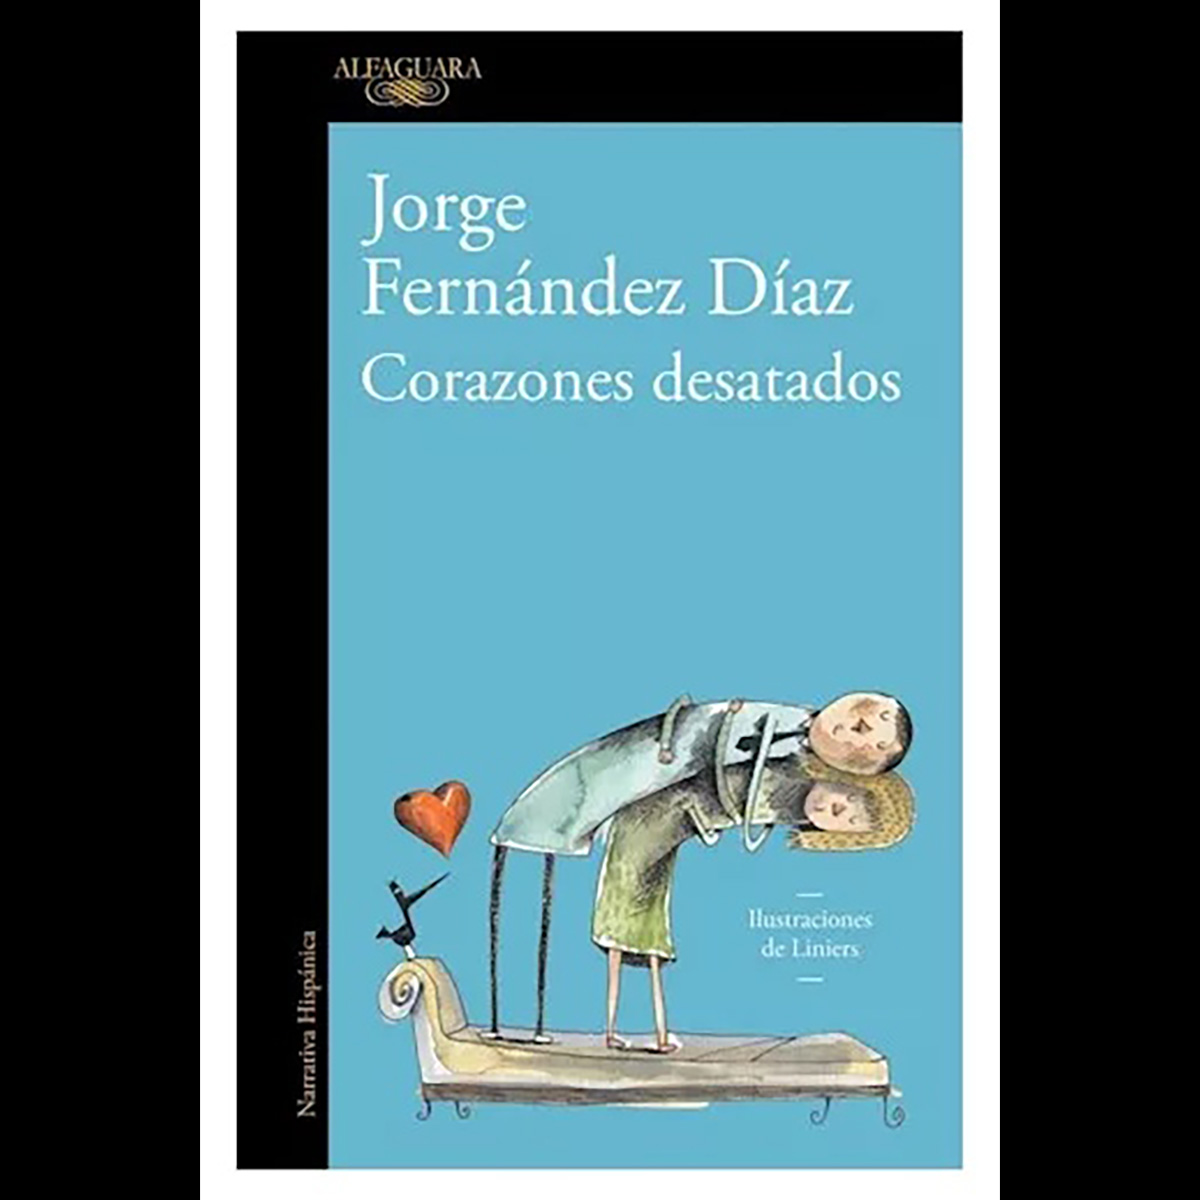 ALFAGUARA
Jorge
Fernández Díaz
Corazones desatados
Ilustraciones
de Liniers
Narrativa Hispánica